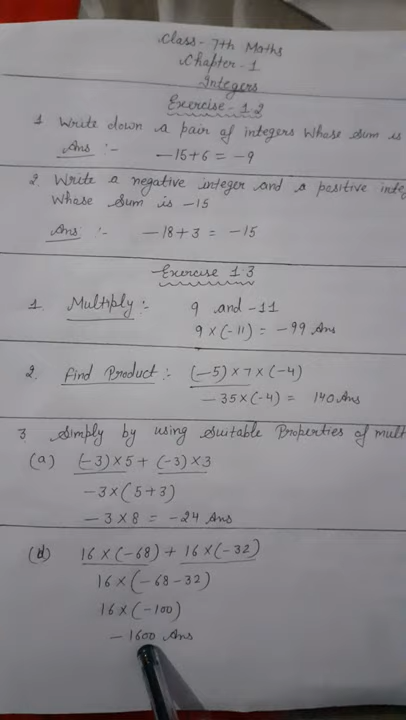 Class- 7th Maths
Chapter-1
Integers
Exercise-1.2
1. Write down a pair of integers whose sum is
Ans :- -15+6 = -9
2. Write a negative integer and a positive inte
Whose sum is -15
Ans :- -18+3 = -15
Exercise 1.3
1. Multiply:- 9 and -11
9×(-11) = -99 Ans
2. Find Product:- (-5)×7×(-4)
-35×(-4) = 140 Ans
3. Simply by using Suitable Properties of mult
(a) (-3)×5+(-3)×3
-3×(5+3)
-3×8 = -24 Ans
(d) 16×(-68)+16×(-32)
16×(-68-32)
16×(-100)
-1600 Ans